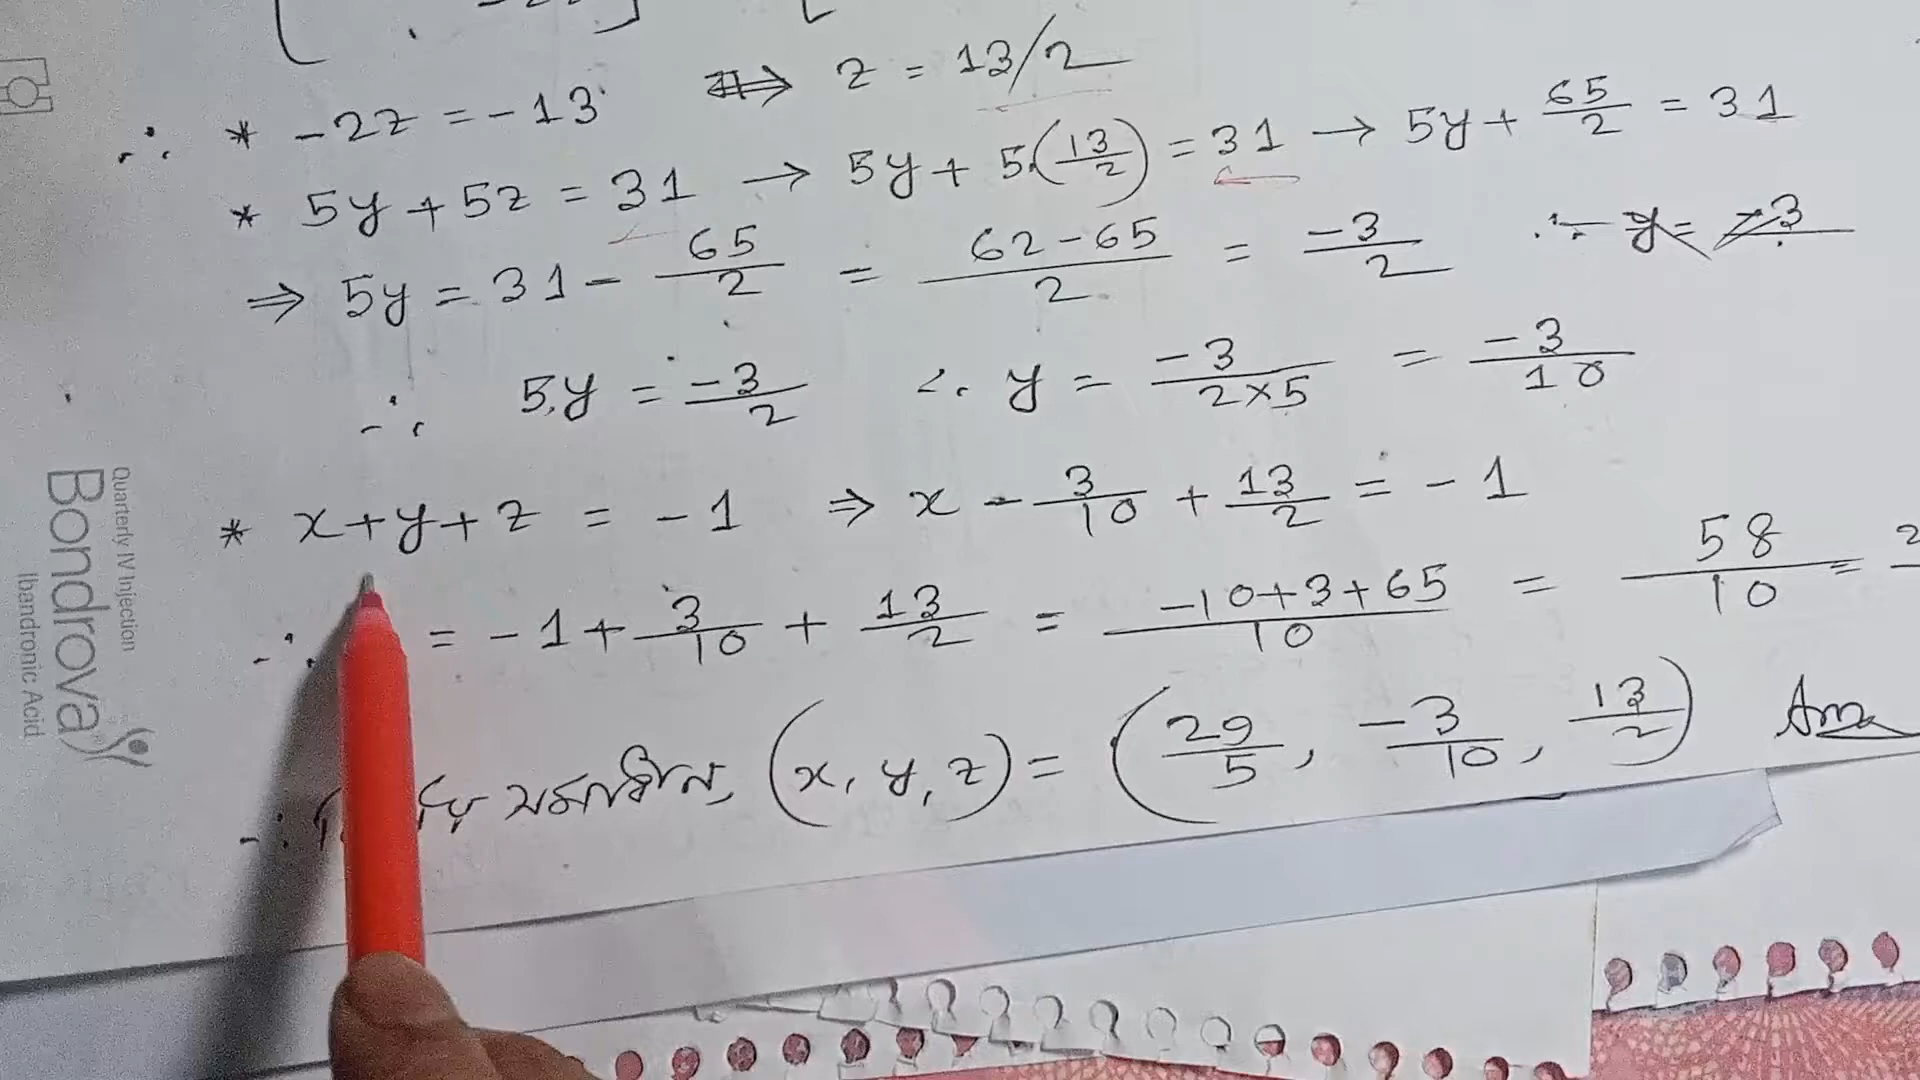 ∴ * -2z = -13 ⇒ z = 13/2
* 5y + 5z = 31 → 5y + 5.(13/2) = 31 → 5y + 65/2 = 31
⇒ 5y = 31 - 65/2 = (62-65)/2 = -3/2 ∴ y = -3
∴ 5y = -3/2 ∴ y = -3/(2×5) = -3/10
* x+y+z = -1 ⇒ x - 3/10 + 13/2 = -1
∴ = -1 + 3/10 + 13/2 = (-10+3+65)/10 = 58/10 = 2
∴ সমাধান, (x, y, z) = (29/5, -3/10, 13/2) Ans
Quarterly IV Injection
Bondrova
Ibandronic Acid